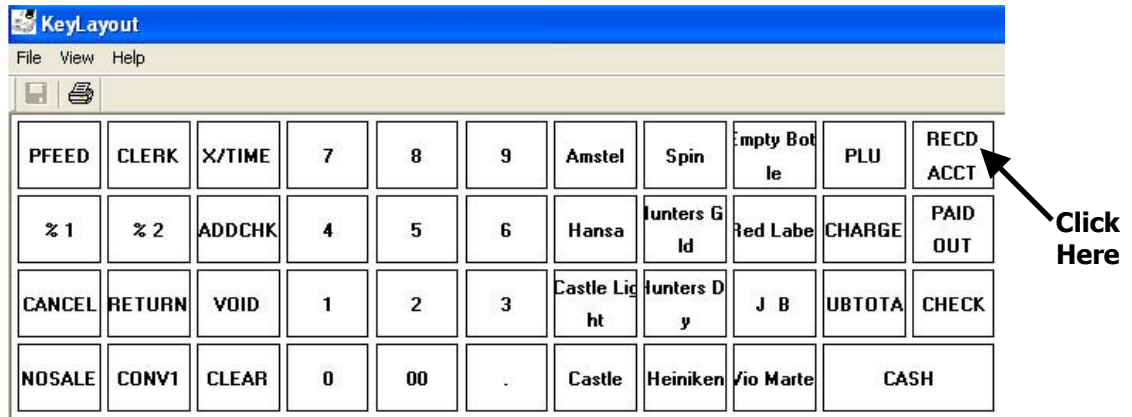 KeyLayout
File View Help
PFEED CLERK X/TIME 7 8 9 Amstel Spin Empty Bot PLU RECD
le ACCT
% 1 % 2 ADDCHK 4 5 6 Hansa Hunters G Red Labe CHARGE PAID
ld OUT
Click
Here
CANCEL RETURN VOID 1 2 3 Castle Lig Hunters D J B UBTOTA CHECK
ht y
NOSALE CONV1 CLEAR 0 00 . Castle Heiniken Vio Marte CASH